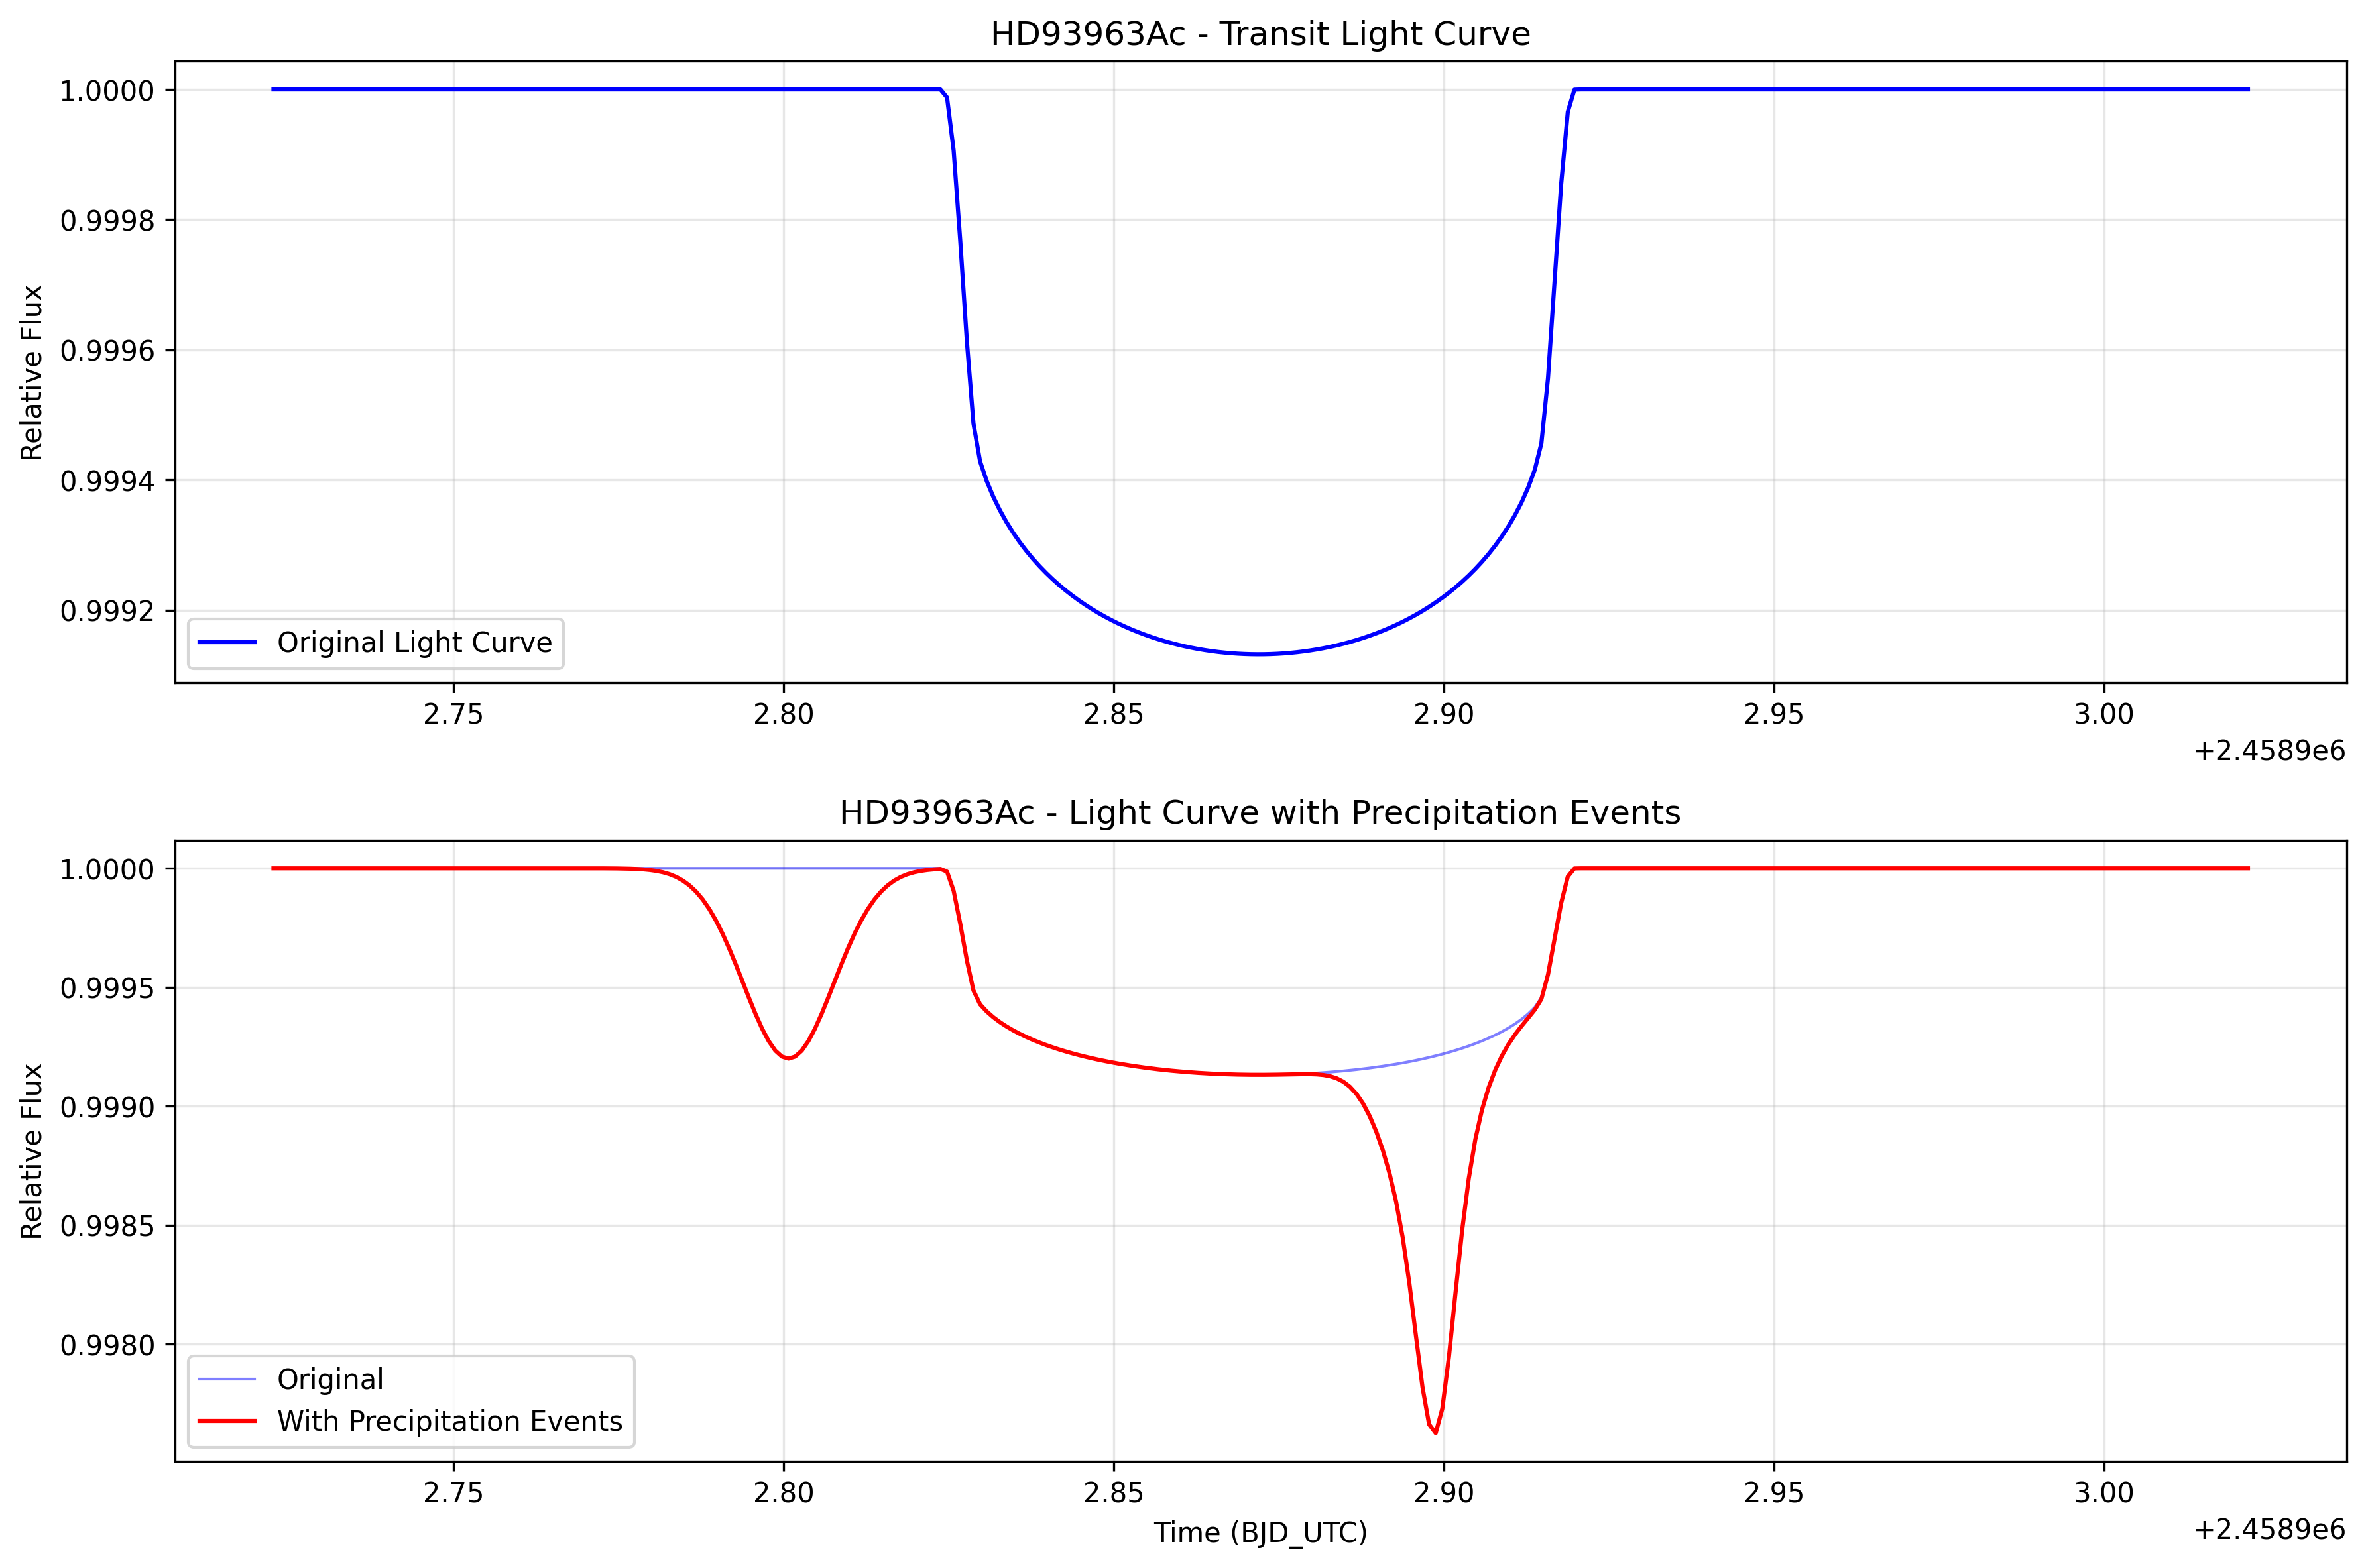 HD93963Ac - Transit Light Curve
Relative Flux
1.0000
0.9998
0.9996
0.9994
0.9992
Original Light Curve
2.75 2.80 2.85 2.90 2.95 3.00
+2.4589e6
HD93963Ac - Light Curve with Precipitation Events
Relative Flux
1.0000
0.9995
0.9990
0.9985
0.9980
Original
With Precipitation Events
2.75 2.80 2.85 2.90 2.95 3.00
Time (BJD_UTC)
+2.4589e6